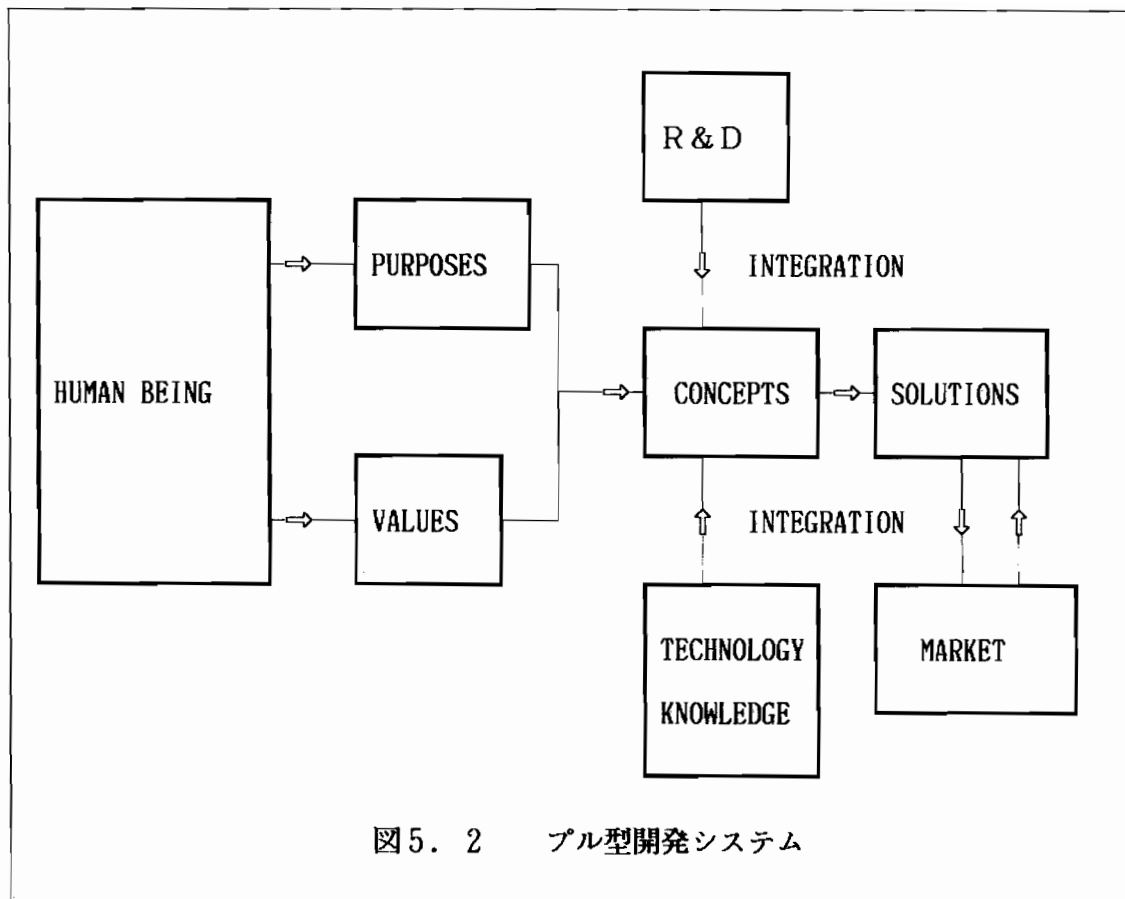 R&D
INTEGRATION
PURPOSES
HUMAN BEING
CONCEPTS
SOLUTIONS
VALUES
INTEGRATION
TECHNOLOGY
KNOWLEDGE
MARKET
図5.2 プル型開発システム